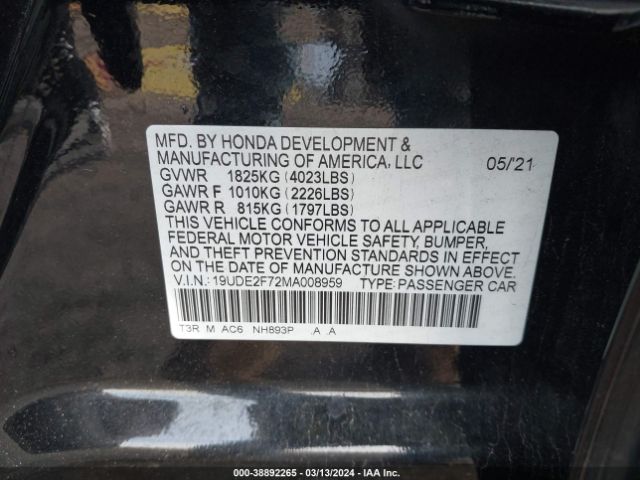 MFD. BY HONDA DEVELOPMENT &
MANUFACTURING OF AMERICA, LLC 05/'21
GVWR 1825KG (4023LBS)
GAWR F 1010KG (2226LBS)
GAWR R 815KG (1797LBS)
THIS VEHICLE CONFORMS TO ALL APPLICABLE
FEDERAL MOTOR VEHICLE SAFETY, BUMPER,
AND THEFT PREVENTION STANDARDS IN EFFECT
ON THE DATE OF MANUFACTURE SHOWN ABOVE.
V.I.N.: 19UDE2F72MA008959 TYPE: PASSENGER CAR
T3R M AC6 NH893P .A .A
000-38892265 - 03/13/2024 - IAA Inc.